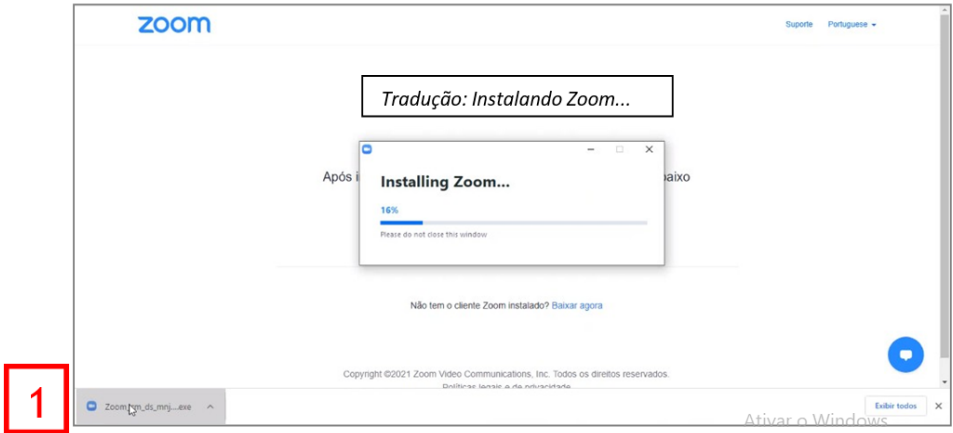 zoom
Suporte Portuguese
Tradução: Instalando Zoom...
Após i
baixo
Installing Zoom...
16%
Please do not close this window
Não tem o cliente Zoom instalado? Baixar agora
Copyright ©2021 Zoom Video Communications, Inc. Todos os direitos reservados.
Políticas legais e de privacidade
1
Exibir todos
Ativar o Windows